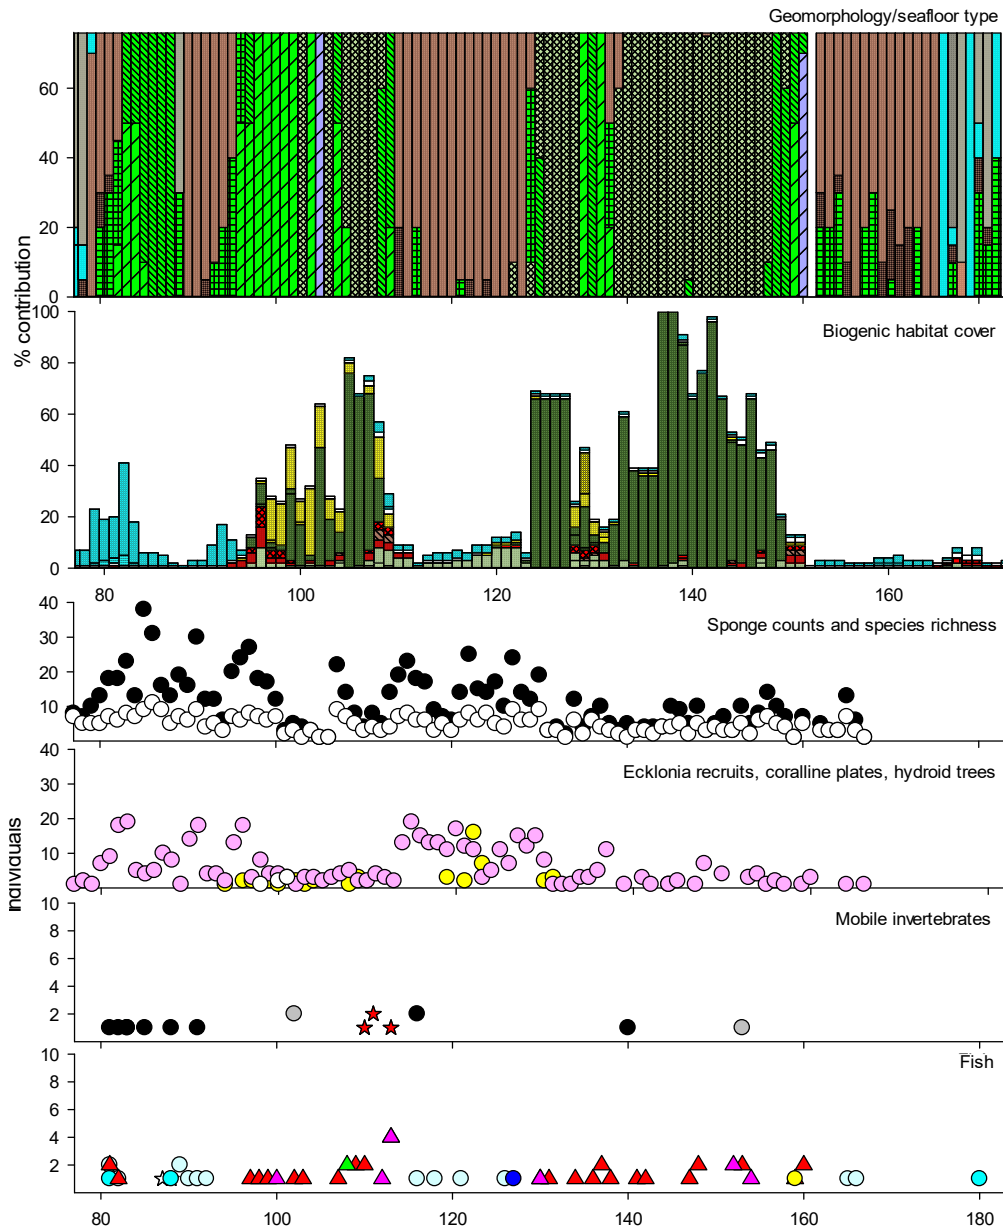 Geomorphology/seafloor type
60
40
20
0
% contribution
100
80
60
40
20
0
Biogenic habitat cover
80 100 120 140 160
40
30
20
10
Sponge counts and species richness
40
30
20
10
Ecklonia recruits, coralline plates, hydroid trees
Individuals
10
8
6
4
2
Mobile invertebrates
10
8
6
4
2
Fish
80 100 120 140 160 180